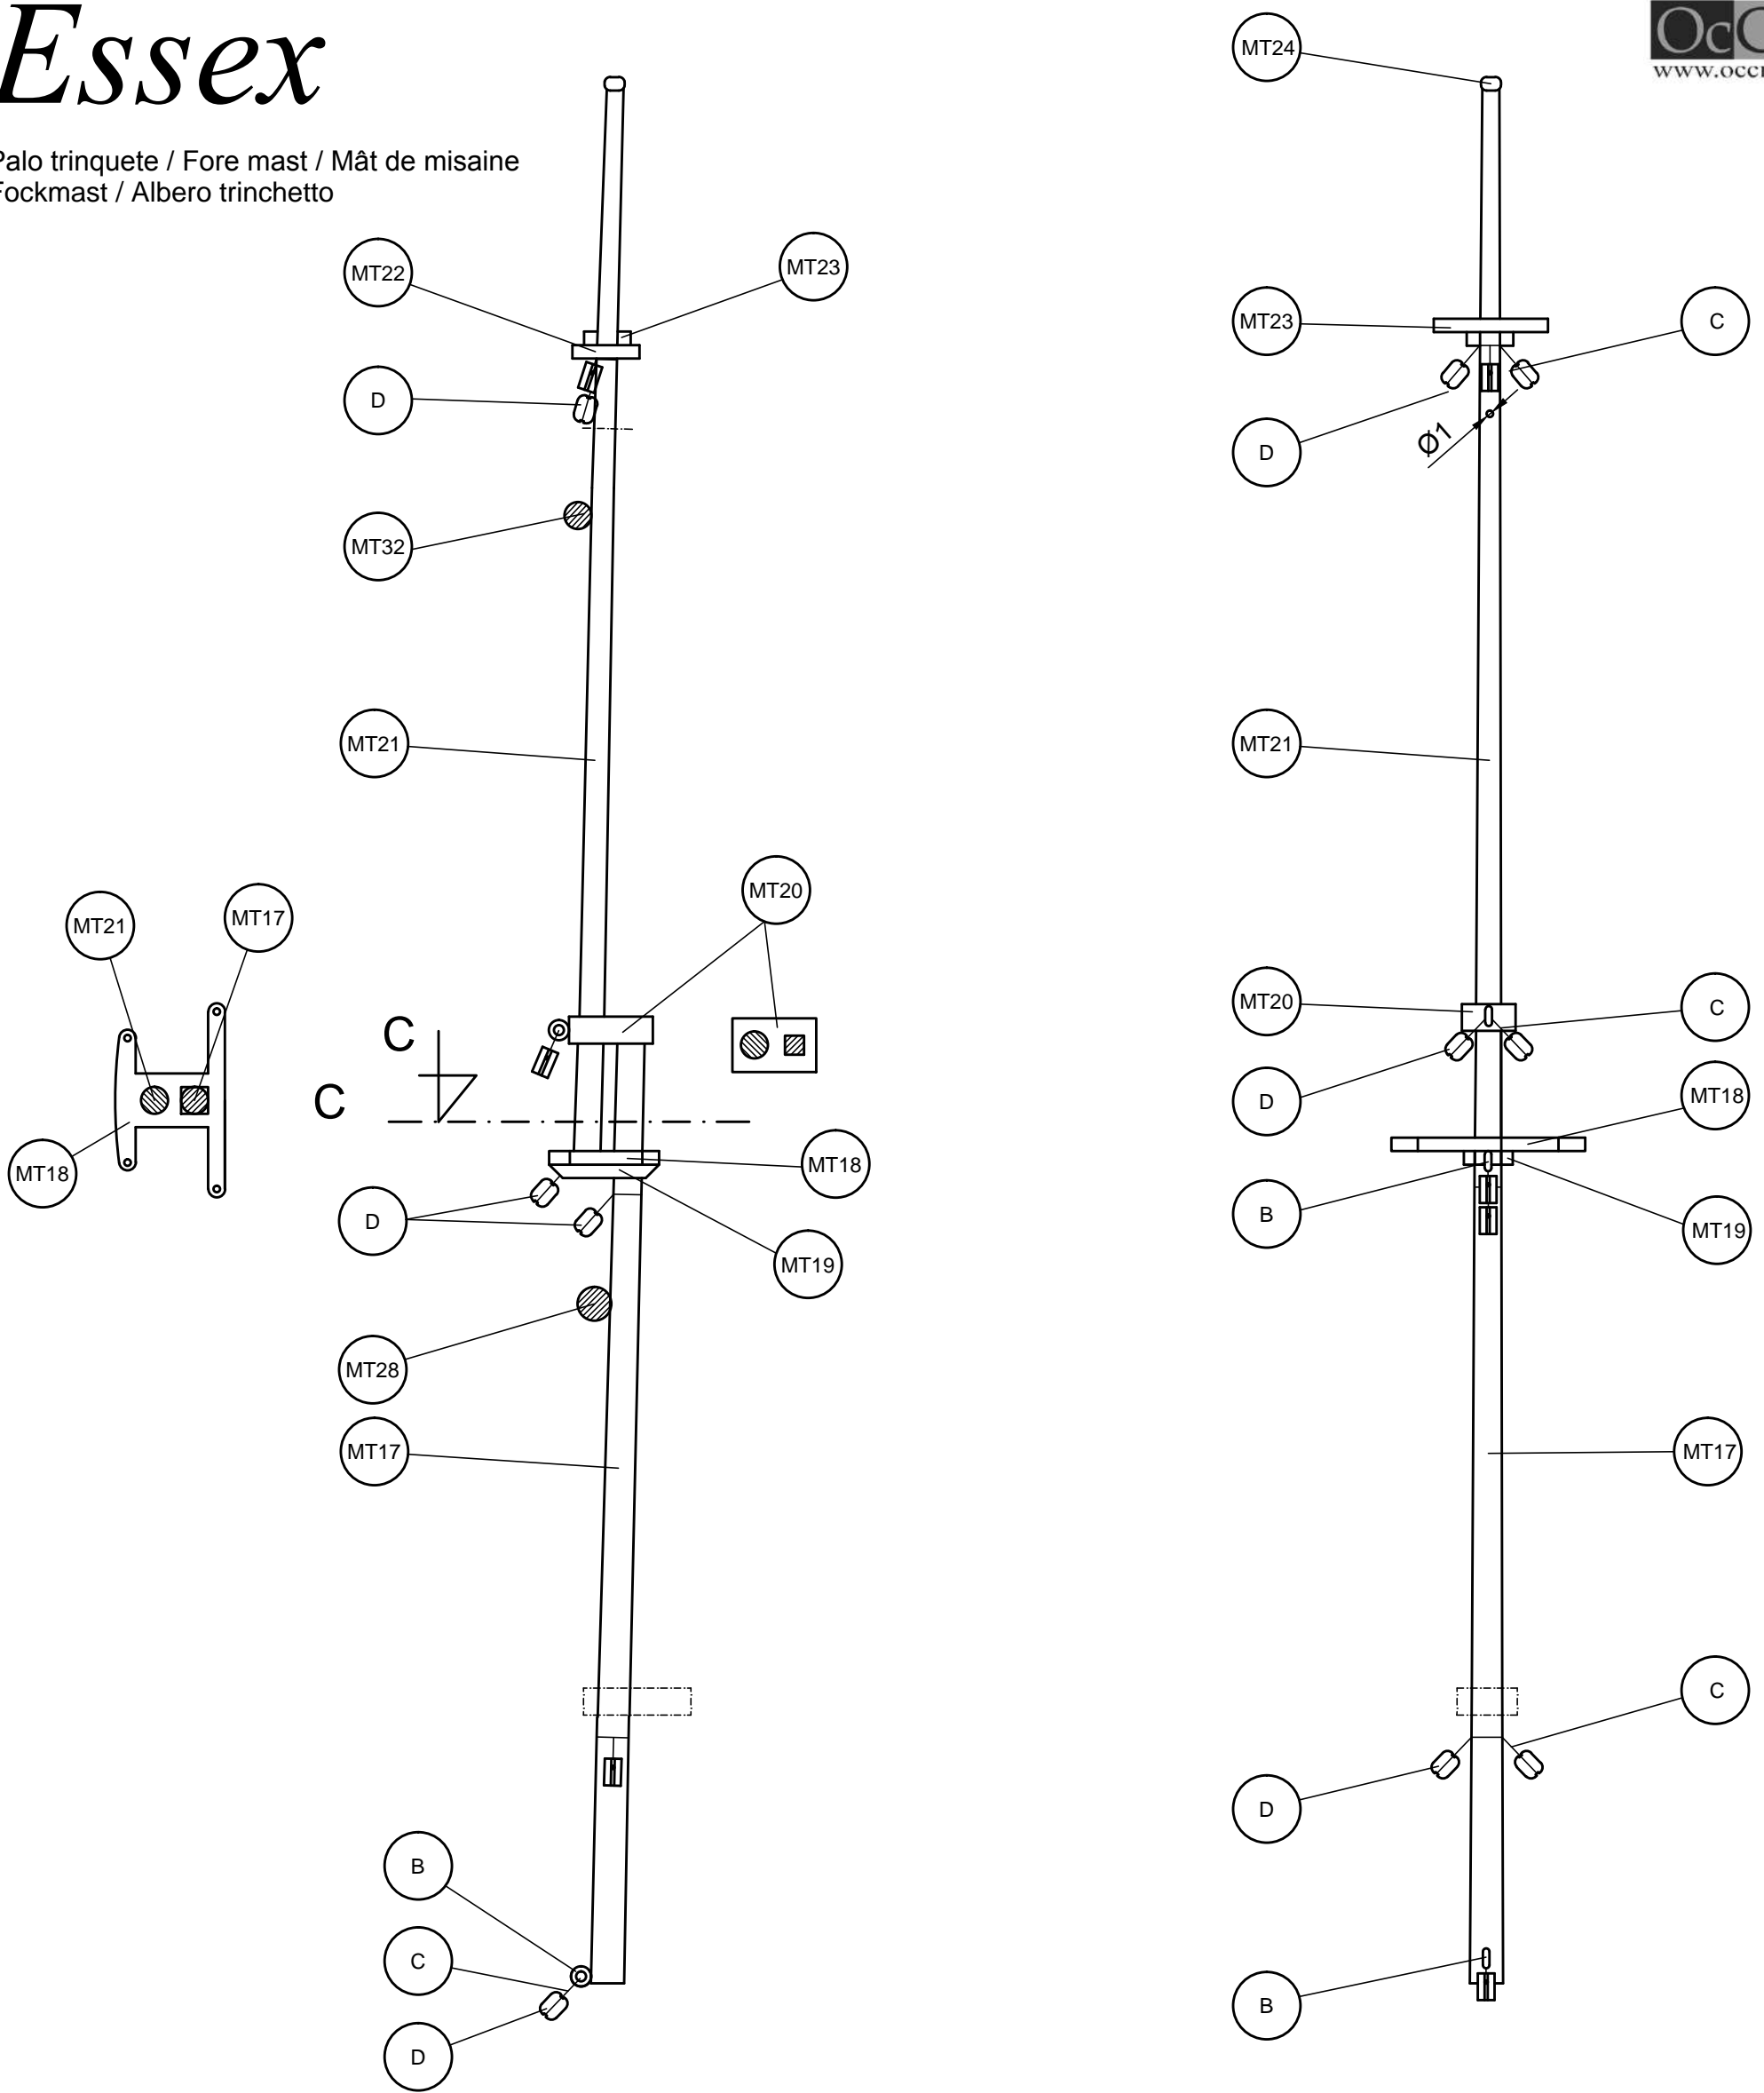 Essex
Palo trinquete / Fore mast / Mât de misaine
Fockmast / Albero trinchetto
MT24
MT22
MT23
MT23
C
D
D
Ø1
MT32
MT21
MT21
MT20
MT21
MT17
MT20
C
C
C
D
MT18
MT18
MT18
D
B
MT19
MT19
MT28
MT17
MT17
C
D
B
C
B
D